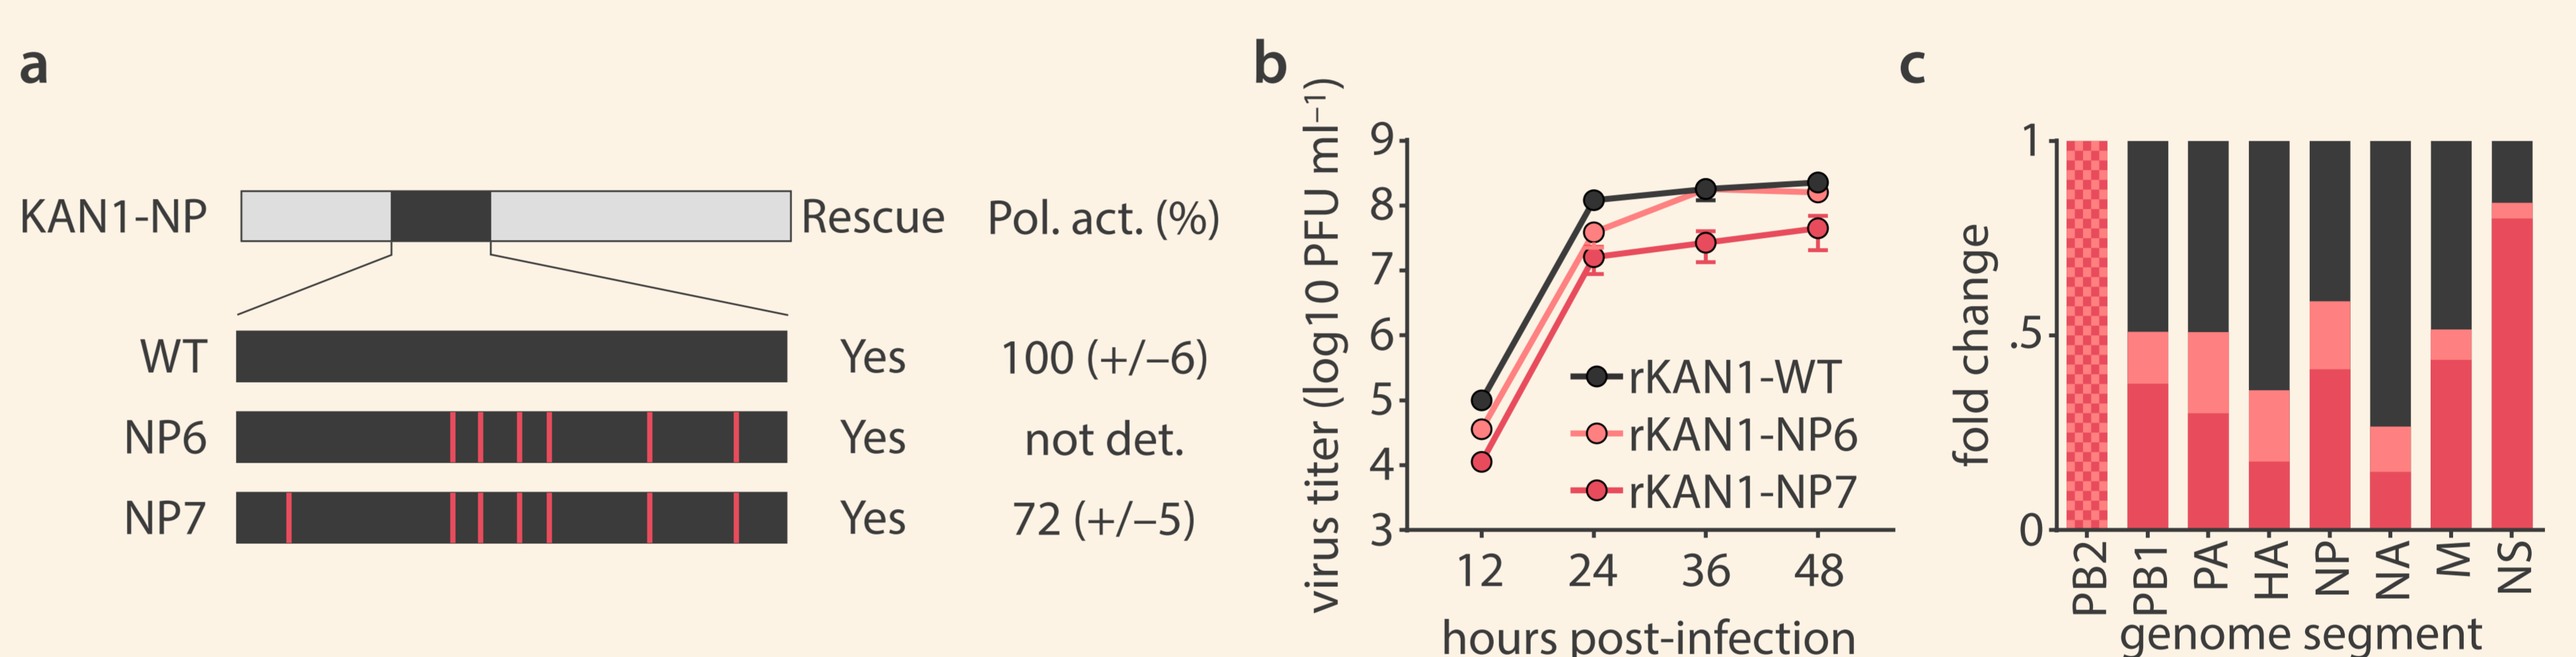 a
KAN1-NP
Rescue
Pol. act. (%)
WT
Yes
100 (+/–6)
NP6
Yes
not det.
NP7
Yes
72 (+/–5)
b
virus titer (log10 PFU ml⁻¹)
9
8
7
6
5
4
3
rKAN1-WT
rKAN1-NP6
rKAN1-NP7
12
24
36
48
hours post-infection
c
fold change
1
.5
0
PB2
PB1
PA
HA
NP
NA
M
NS
genome segment